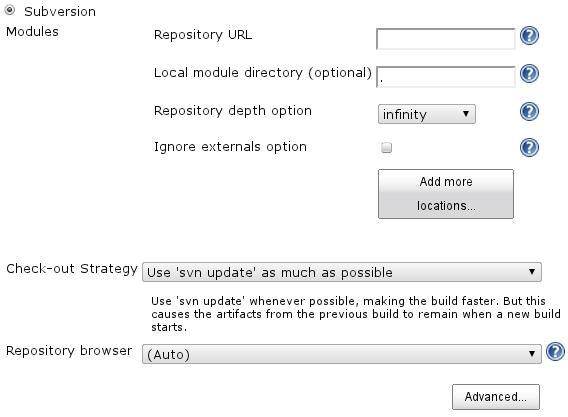 Subversion
Modules
Repository URL
?
Local module directory (optional)
.
?
Repository depth option
infinity
?
Ignore externals option
?
Add more
locations...
Check-out Strategy
Use 'svn update' as much as possible
Use 'svn update' whenever possible, making the build faster. But this
causes the artifacts from the previous build to remain when a new build
starts.
Repository browser
(Auto)
?
Advanced...